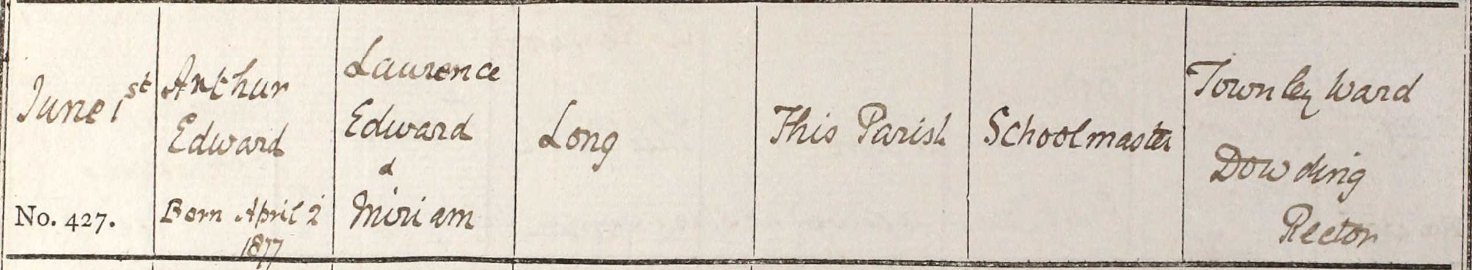 June 1st
No. 427.
Arthur
Edward
Born April 2
1877
Laurence
Edward
&
Miriam
Long
This Parish
Schoolmaster
Townley Ward
Dowding
Rector